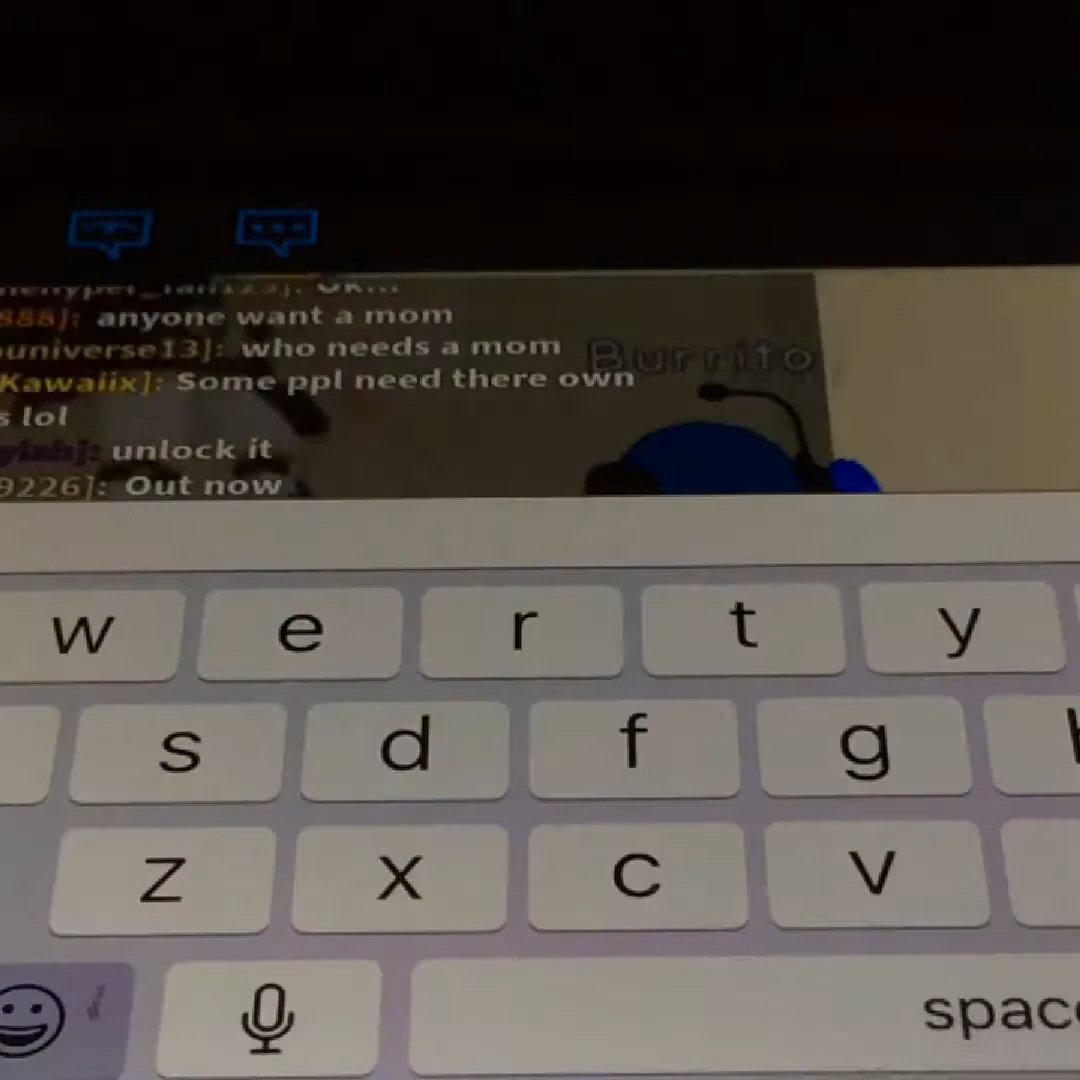 888]: anyone want a mom
universe13]: who needs a mom
Burrito
Kawaiix]: Some ppl need there own
s lol
unlock it
9226]: Out now
w e r t y
s d f g
z x c v